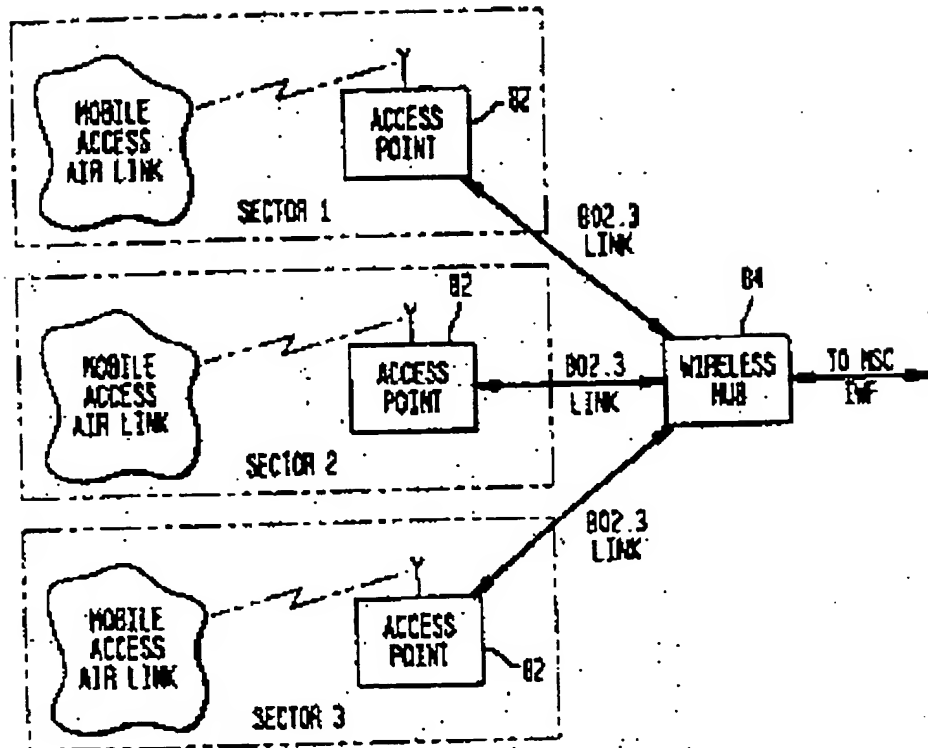 MOBILE
ACCESS
AIR LINK
ACCESS
POINT
82
SECTOR 1
802.3
LINK
MOBILE
ACCESS
AIR LINK
82
ACCESS
POINT
SECTOR 2
802.3
LINK
84
WIRELESS
HUB
TO MSC
IWF
MOBILE
ACCESS
AIR LINK
ACCESS
POINT
82
SECTOR 3
802.3
LINK